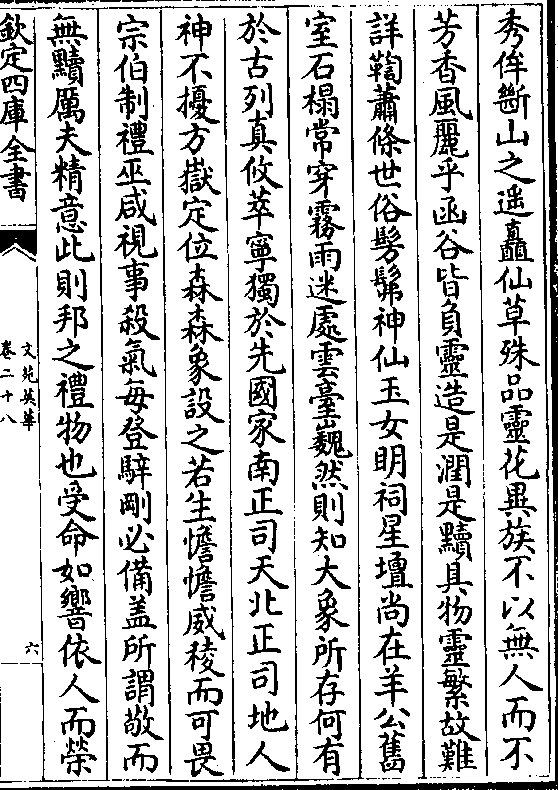 秀侔斷山之遥矗仙草殊品靈花異族不以無人而不
芳香風麗乎函谷皆負靈造是潤是黷具物靈繁故難
詳鞫蕭條世俗髣髴神仙玉女明祠星壇尚在羊公舊
室石榻常穿霧雨迷處雲臺巍然則知大象所存何有
於古列真攸萃寧獨於先國家南正司天北正司地人
神不擾方嶽定位森森象設之若生憺憺威稜而可畏
宗伯制禮巫咸視事殺氣每登騂剛必備盖所謂敬而
無黷厲夫精意此則邦之禮物也受命如響依人而榮
欽定四庫全書
文苑英華
卷二十八
六